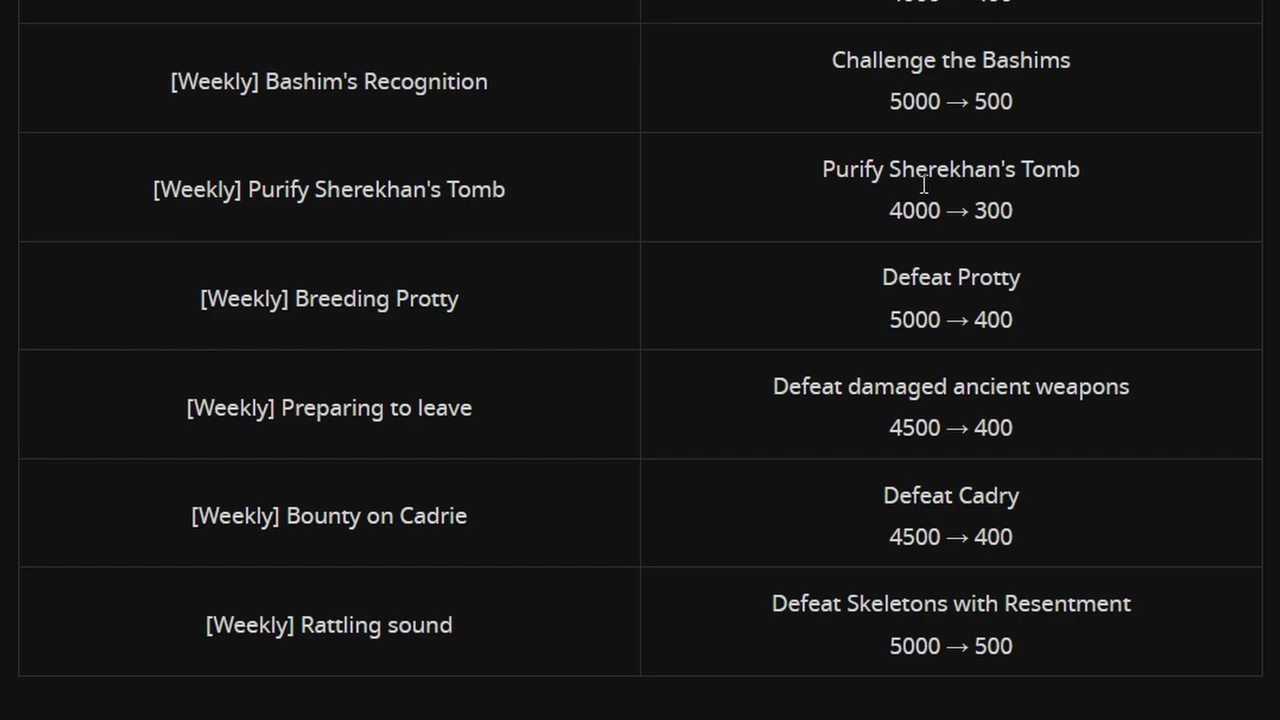 [Weekly] Bashim's Recognition
Challenge the Bashims
5000 → 500
[Weekly] Purify Sherekhan's Tomb
Purify Sherekhan's Tomb
4000 → 300
[Weekly] Breeding Protty
Defeat Protty
5000 → 400
[Weekly] Preparing to leave
Defeat damaged ancient weapons
4500 → 400
[Weekly] Bounty on Cadrie
Defeat Cadry
4500 → 400
[Weekly] Rattling sound
Defeat Skeletons with Resentment
5000 → 500